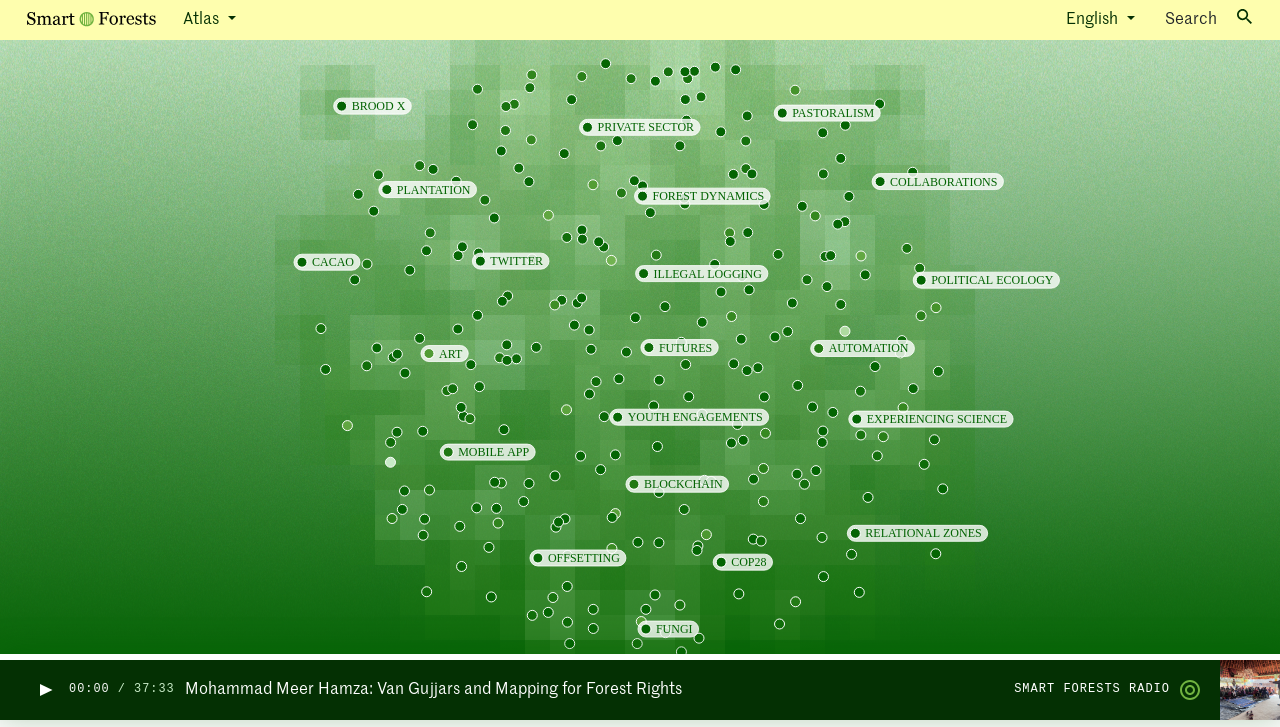 Smart Forests Atlas English Search
BROOD X
PASTORALISM
PRIVATE SECTOR
COLLABORATIONS
PLANTATION
FOREST DYNAMICS
CACAO
TWITTER
ILLEGAL LOGGING
POLITICAL ECOLOGY
ART
FUTURES
AUTOMATION
YOUTH ENGAGEMENTS
EXPERIENCING SCIENCE
MOBILE APP
BLOCKCHAIN
RELATIONAL ZONES
OFFSETTING
COP28
FUNGI
00:00 / 37:33 Mohammad Meer Hamza: Van Gujjars and Mapping for Forest Rights SMART FORESTS RADIO